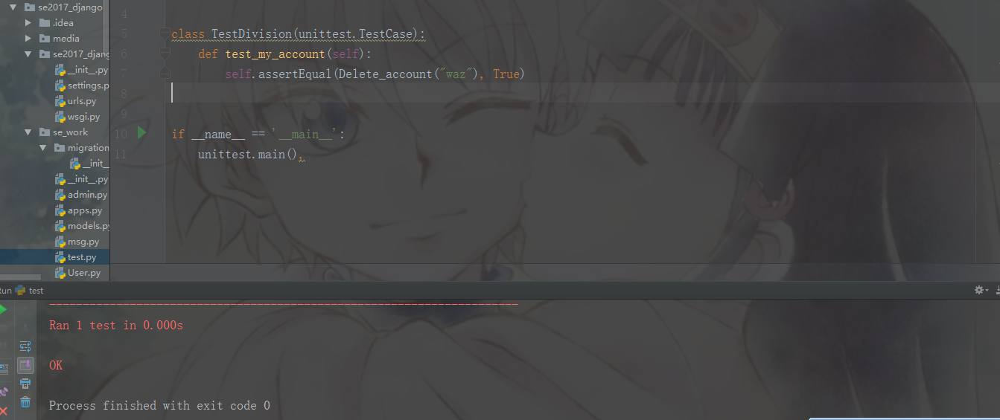 se2017_django
.idea
media
se2017_djang
__init__.py
settings.p
urls.py
wsgi.py
se_work
migration
__init__
__init__.py
admin.py
apps.py
models.py
msg.py
test.py
User.py
4
5 class TestDivision(unittest.TestCase):
6 def test_my_account(self):
7 self.assertEqual(Delete_account("waz"), True)
8
9
10 if __name__ == '__main__':
11 unittest.main(),
un test
Ran 1 test in 0.000s
OK
Process finished with exit code 0